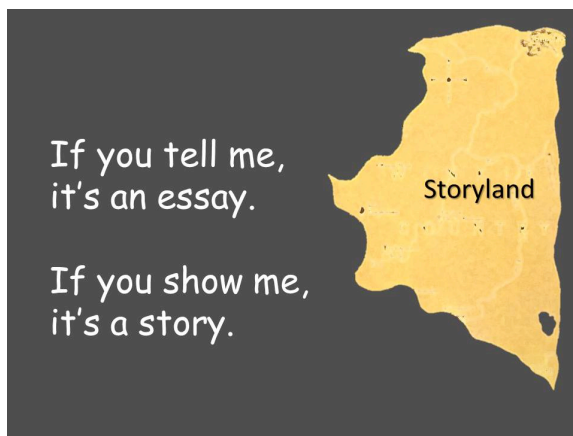 If you tell me,
it's an essay.
If you show me,
it's a story.
Storyland